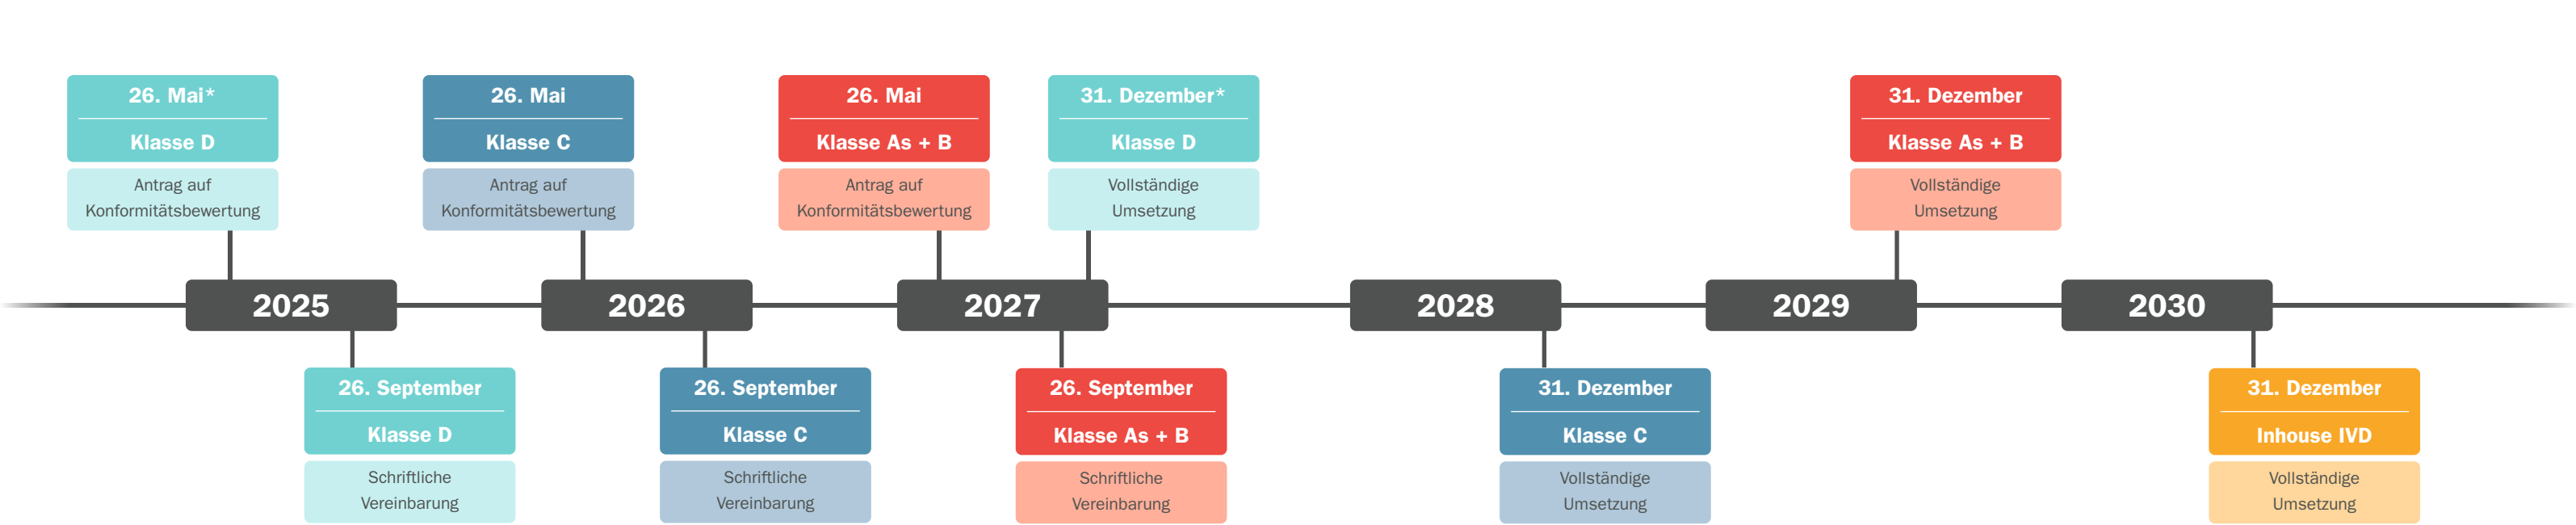 26. Mai*
Klasse D
Antrag auf
Konformitätsbewertung
26. Mai
Klasse C
Antrag auf
Konformitätsbewertung
26. Mai
Klasse As + B
Antrag auf
Konformitätsbewertung
31. Dezember*
Klasse D
Vollständige
Umsetzung
31. Dezember
Klasse As + B
Vollständige
Umsetzung
2025
2026
2027
2028
2029
2030
26. September
Klasse D
Schriftliche
Vereinbarung
26. September
Klasse C
Schriftliche
Vereinbarung
26. September
Klasse As + B
Schriftliche
Vereinbarung
31. Dezember
Klasse C
Vollständige
Umsetzung
31. Dezember
Inhouse IVD
Vollständige
Umsetzung